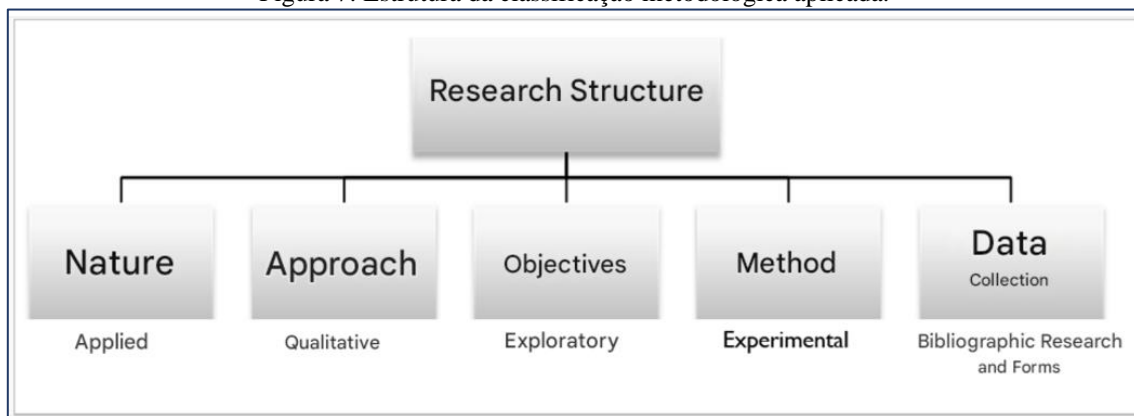 Figura 7. Estrutura da classificação metodológica aplicada.
Research Structure
Nature
Approach
Objectives
Method
Data
Collection
Applied
Qualitative
Exploratory
Experimental
Bibliographic Research
and Forms